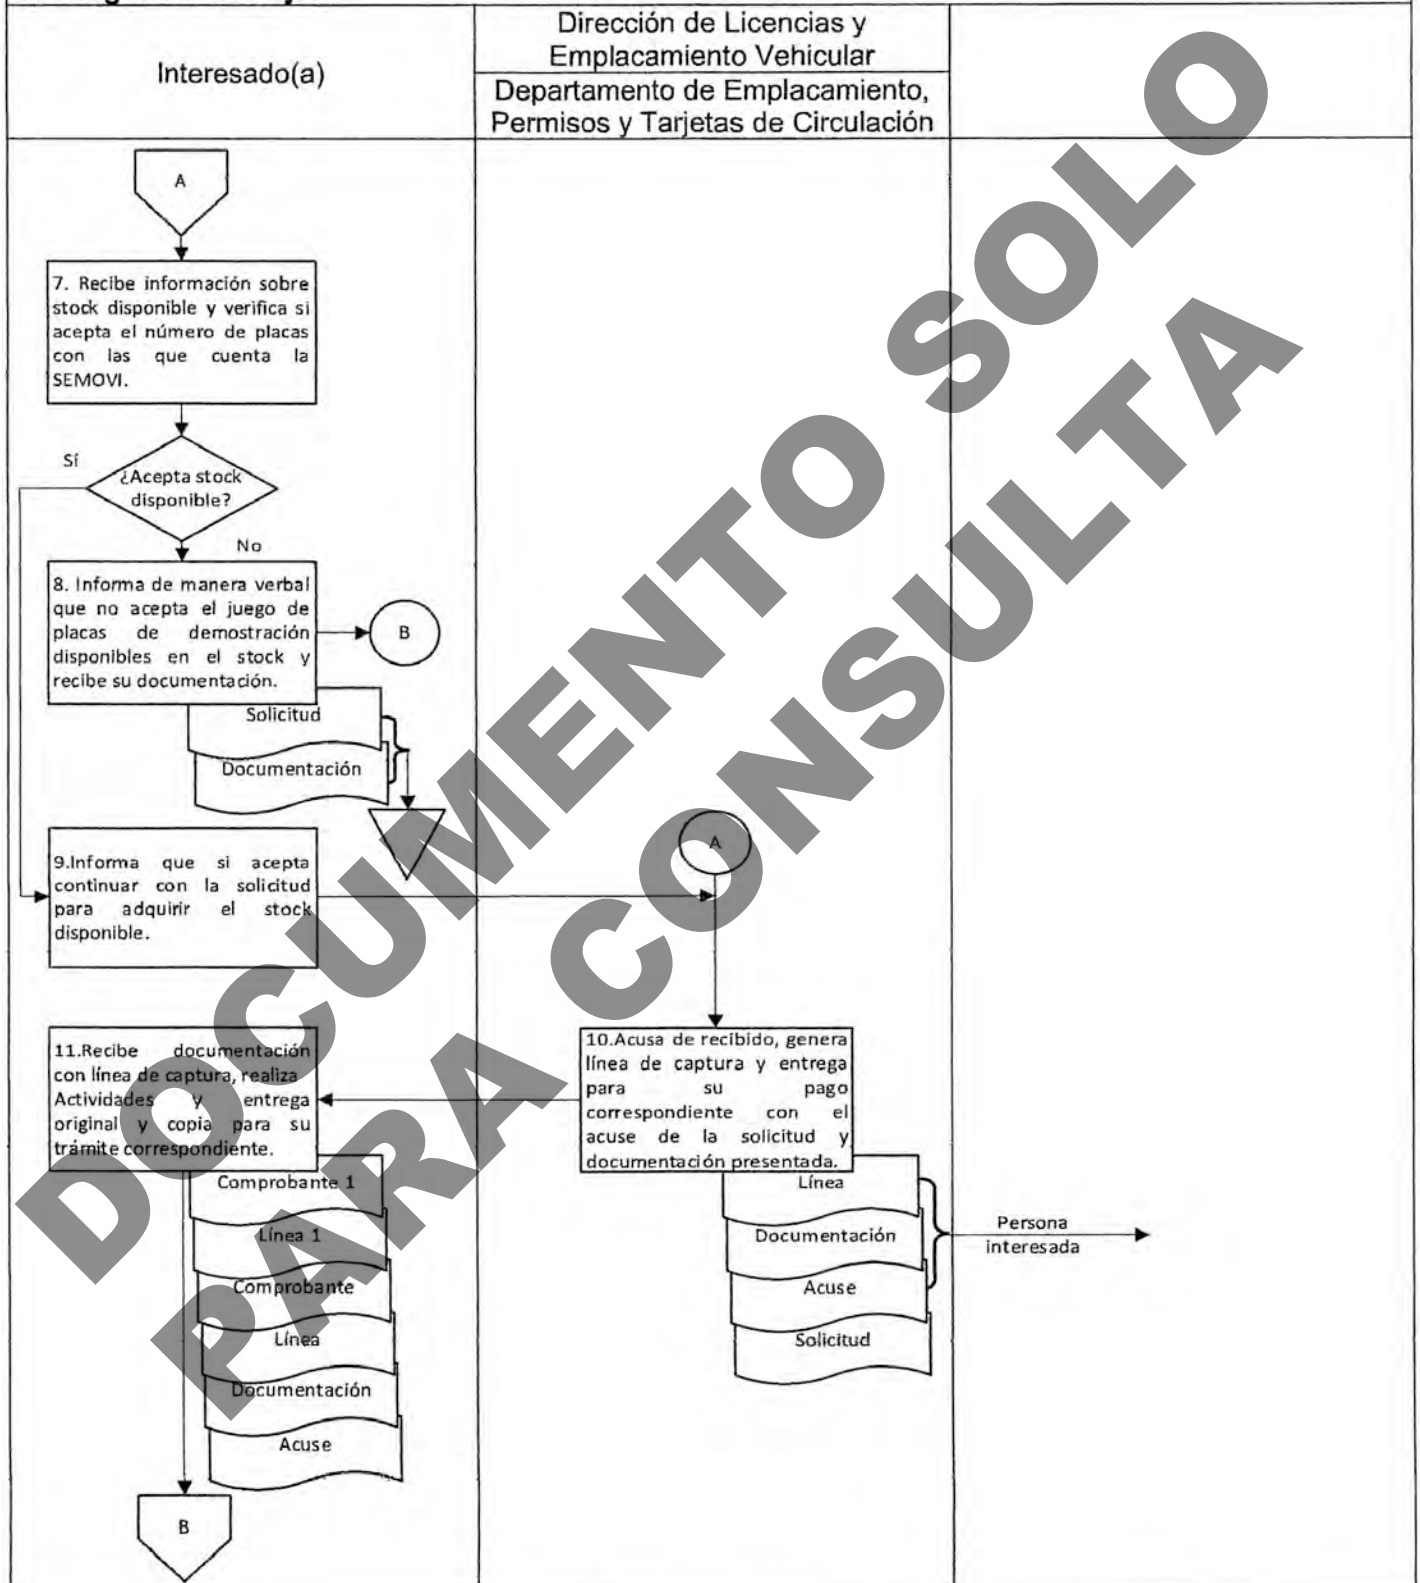 Interesado(a)
Dirección de Licencias y
Emplacamiento Vehicular
Departamento de Emplacamiento,
Permisos y Tarjetas de Circulación
A
7. Recibe información sobre
stock disponible y verifica si
acepta el número de placas
con las que cuenta la
SEMOVI.
Sí
¿Acepta stock
disponible?
No
8. Informa de manera verbal
que no acepta el juego de
placas de demostración
disponibles en el stock y
recibe su documentación.
B
Solicitud
Documentación
A
9.Informa que si acepta
continuar con la solicitud
para adquirir el stock
disponible.
10.Acusa de recibido, genera
línea de captura y entrega
para su pago
correspondiente con el
acuse de la solicitud y
documentación presentada.
Línea
Documentación
Acuse
Solicitud
Persona
interesada
11.Recibe documentación
con línea de captura, realiza
Actividades y entrega
original y copia para su
trámite correspondiente.
Comprobante 1
Línea 1
Comprobante
Línea
Documentación
Acuse
B
DOCUMENTO SOLO
PARA CONSULTA